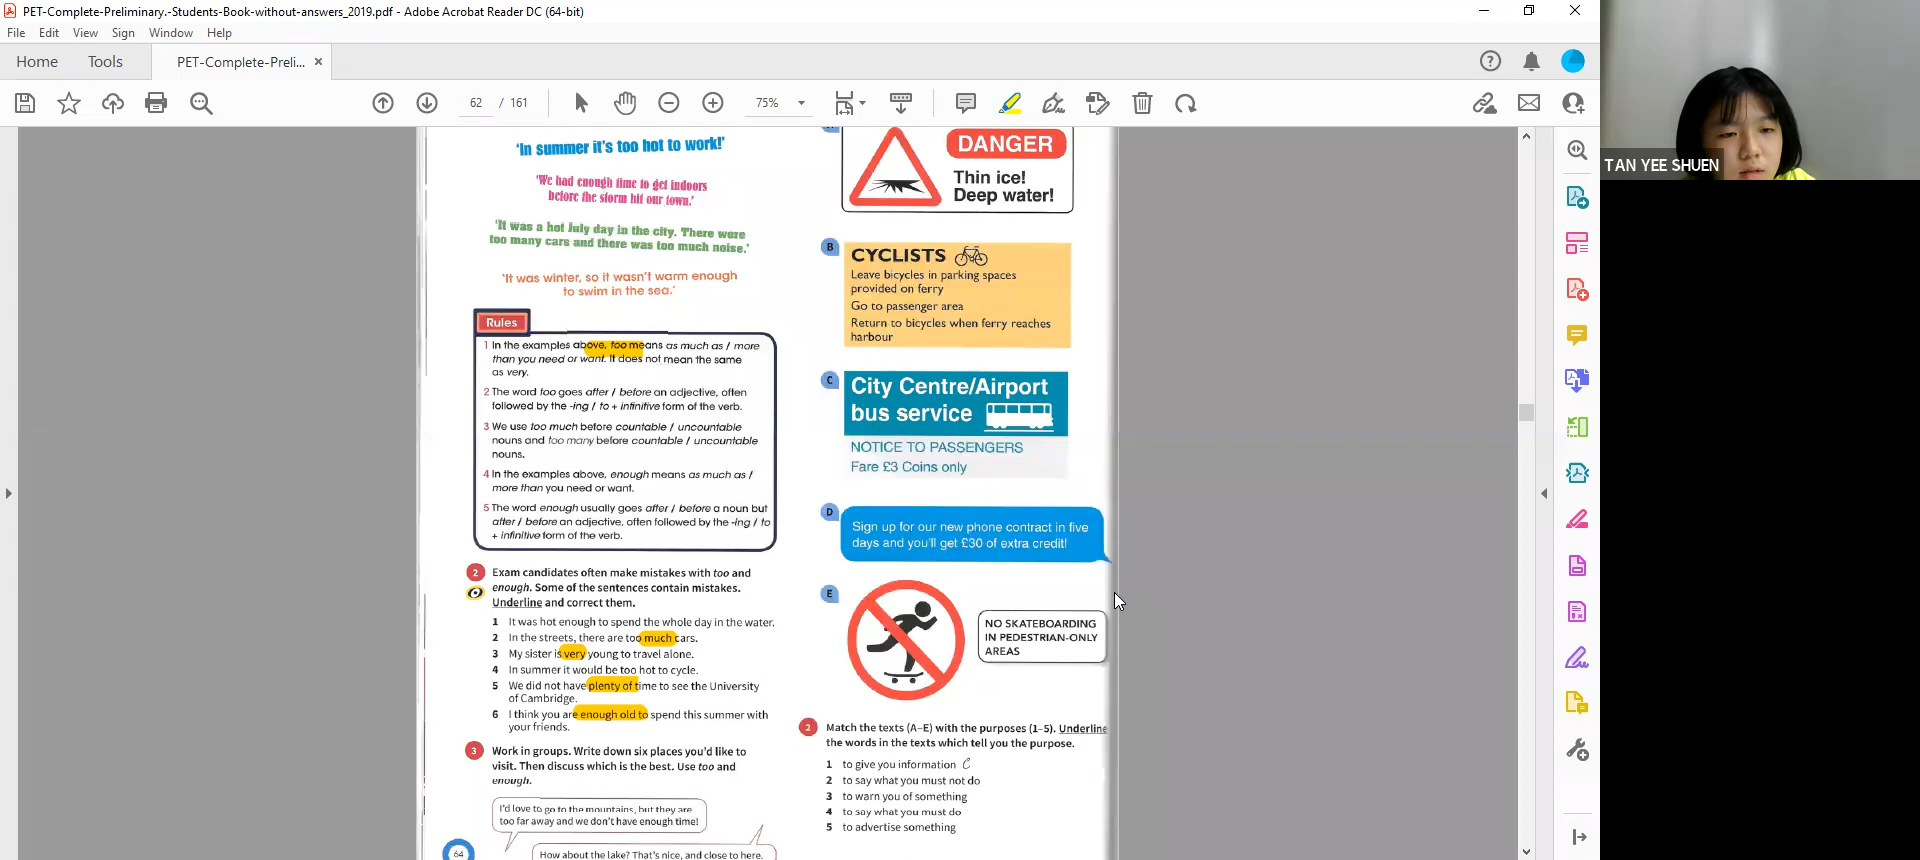 PET-Complete-Preliminary.-Students-Book-without-answers_2019.pdf - Adobe Acrobat Reader DC (64-bit)
File Edit View Sign Window Help
Home Tools PET-Complete-Preli... ×
62 / 161 75%
'In summer it's too hot to work!'
'We had enough time to get indoors
before the storm hit our town.'
'It was a hot July day in the city. There were
too many cars and there was too much noise.'
'It was winter, so it wasn't warm enough
to swim in the sea.'
Rules
1 In the examples above, too means as much as / more
than you need or want. It does not mean the same
as very.
2 The word too goes after / before an adjective, often
followed by the -ing / to + infinitive form of the verb.
3 We use too much before countable / uncountable
nouns and too many before countable / uncountable
nouns.
4 In the examples above, enough means as much as /
more than you need or want.
5 The word enough usually goes after / before a noun but
after / before an adjective, often followed by the -ing / to
+ infinitive form of the verb.
2 Exam candidates often make mistakes with too and
enough. Some of the sentences contain mistakes.
Underline and correct them.
1 It was hot enough to spend the whole day in the water.
2 In the streets, there are too much cars.
3 My sister is very young to travel alone.
4 In summer it would be too hot to cycle.
5 We did not have plenty of time to see the University
of Cambridge.
6 I think you are enough old to spend this summer with
your friends.
3 Work in groups. Write down six places you'd like to
visit. Then discuss which is the best. Use too and
enough.
I'd love to go to the mountains, but they are
too far away and we don't have enough time!
How about the lake? That's nice, and close to here.
64
DANGER
Thin ice!
Deep water!
B CYCLISTS
Leave bicycles in parking spaces
provided on ferry
Go to passenger area
Return to bicycles when ferry reaches
harbour
C City Centre/Airport
bus service
NOTICE TO PASSENGERS
Fare £3 Coins only
D Sign up for our new phone contract in five
days and you'll get £30 of extra credit!
E NO SKATEBOARDING
IN PEDESTRIAN-ONLY
AREAS
2 Match the texts (A–E) with the purposes (1–5). Underline
the words in the texts which tell you the purpose.
1 to give you information C
2 to say what you must not do
3 to warn you of something
4 to say what you must do
5 to advertise something
TAN YEE SHUEN